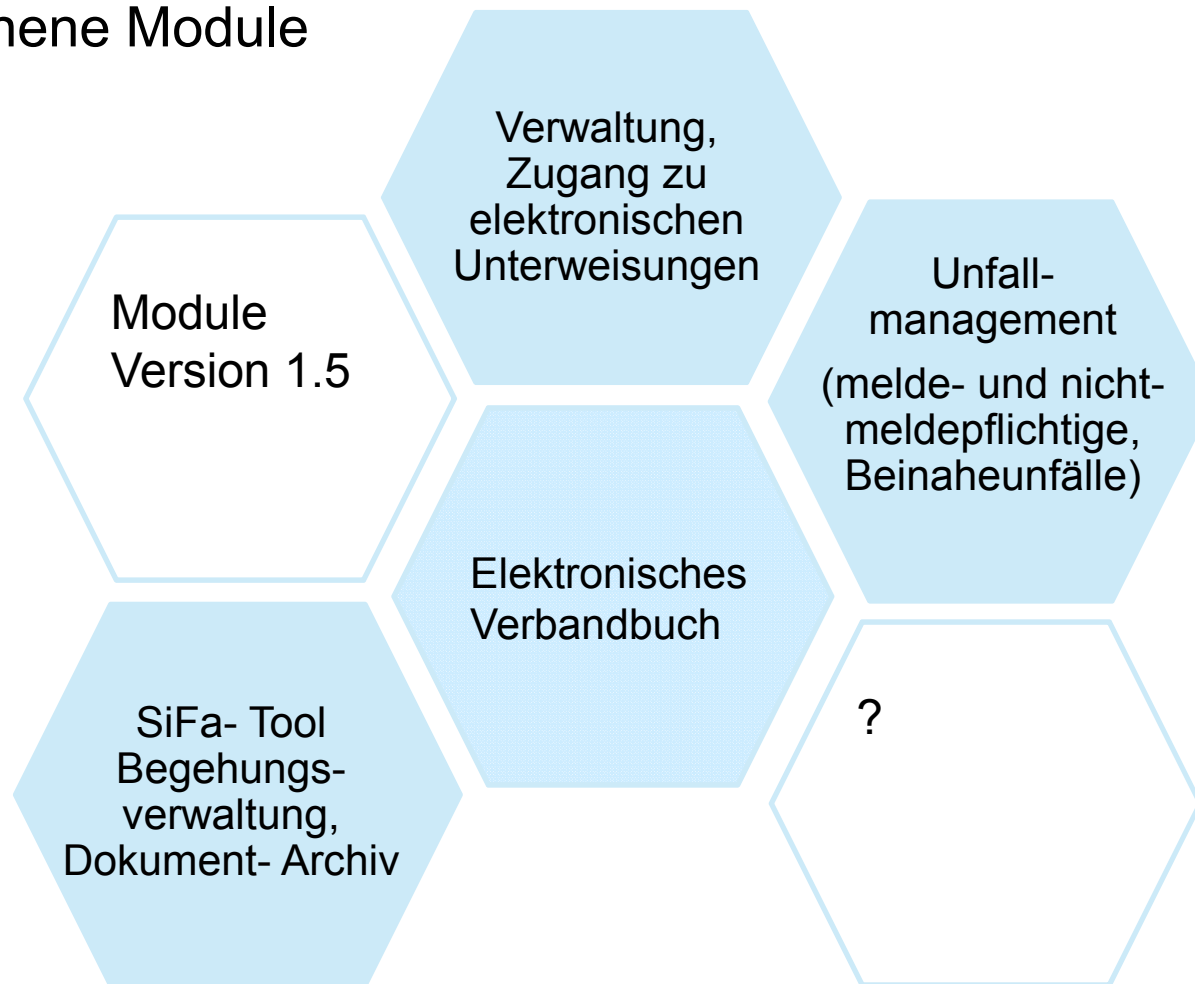 Module
Verwaltung,
Zugang zu
elektronischen
Unterweisungen
Module
Version 1.5
Unfall-
management
(melde- und nicht-
meldepflichtige,
Beinaheunfälle)
Elektronisches
Verbandbuch
SiFa- Tool
Begehungs-
verwaltung,
Dokument- Archiv
?